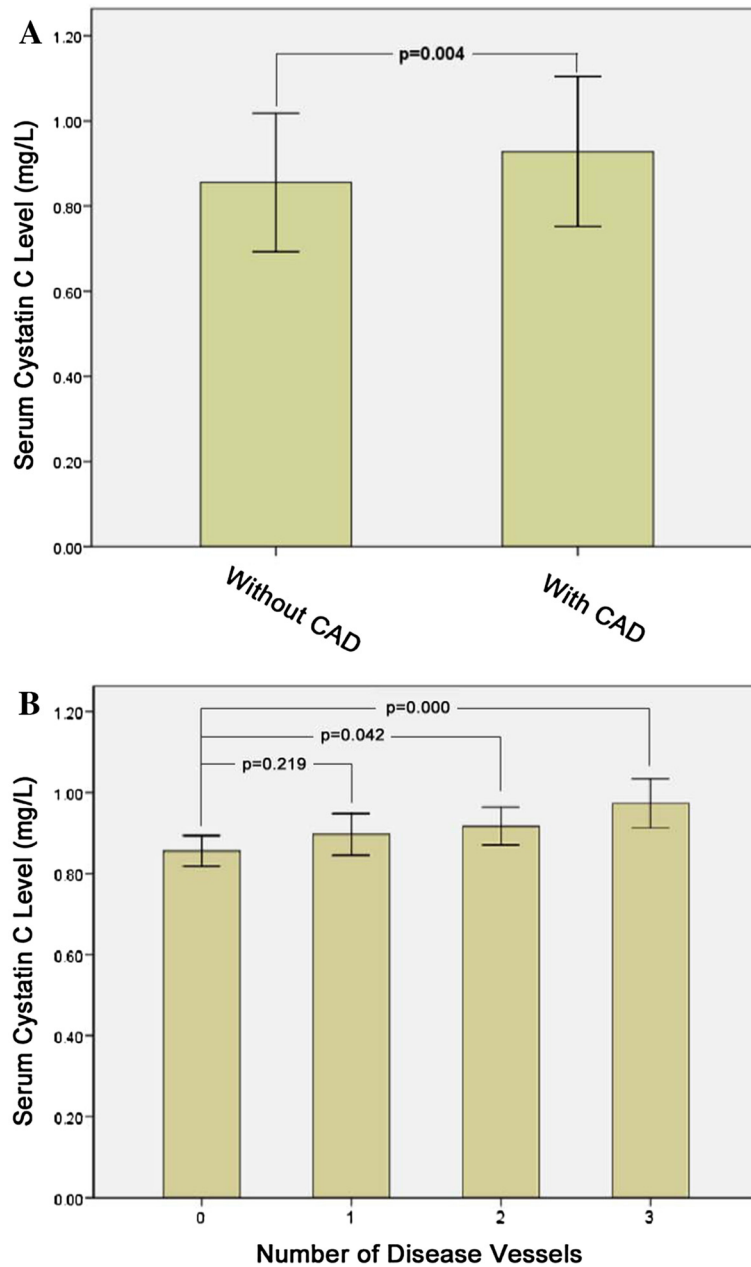 A
Serum Cystatin C Level (mg/L)
1.20
1.00
0.80
0.60
0.40
0.20
0.00
p=0.004
Without CAD
With CAD
B
Serum Cystatin C Level (mg/L)
1.20
1.00
0.80
0.60
0.40
0.20
0.00
p=0.000
p=0.042
p=0.219
0
1
2
3
Number of Disease Vessels